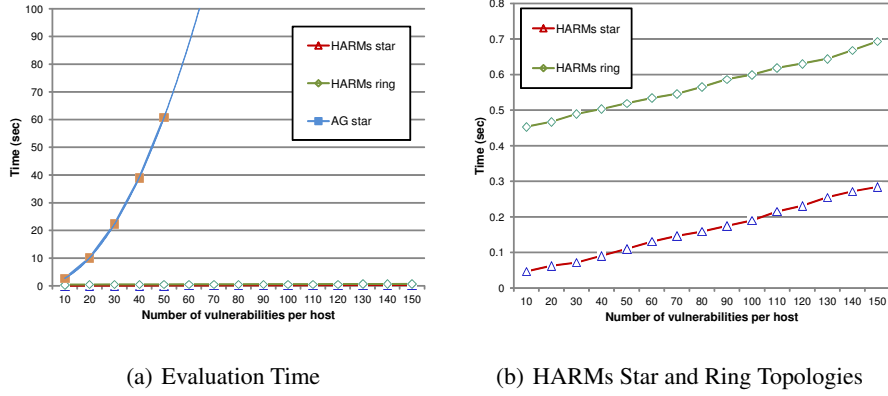 100
90
80
70
60
50
40
30
20
10
0
Time (sec)
HARMs star
HARMs ring
AG star
10 20 30 40 50 60 70 80 90 100 110 120 130 140 150
Number of vulnerabilities per host
(a) Evaluation Time
0.8
0.7
0.6
0.5
0.4
0.3
0.2
0.1
0
Time (sec)
HARMs star
HARMs ring
10 20 30 40 50 60 70 80 90 100 110 120 130 140 150
Number of vulnerabilities per host
(b) HARMs Star and Ring Topologies